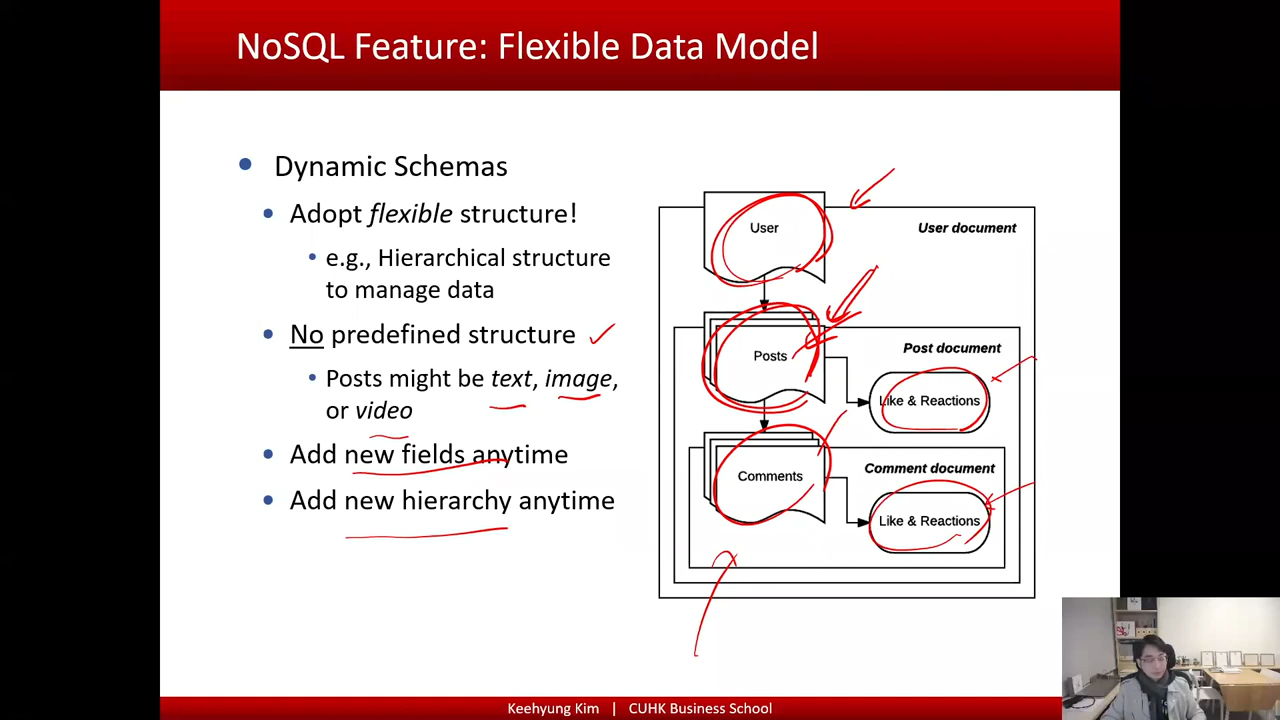 NoSQL Feature: Flexible Data Model
Dynamic Schemas
Adopt flexible structure!
e.g., Hierarchical structure
to manage data
No predefined structure
Posts might be text, image,
or video
Add new fields anytime
Add new hierarchy anytime
User
User document
Posts
Post document
Like & Reactions
Comments
Comment document
Like & Reactions
Keehyung Kim | CUHK Business School